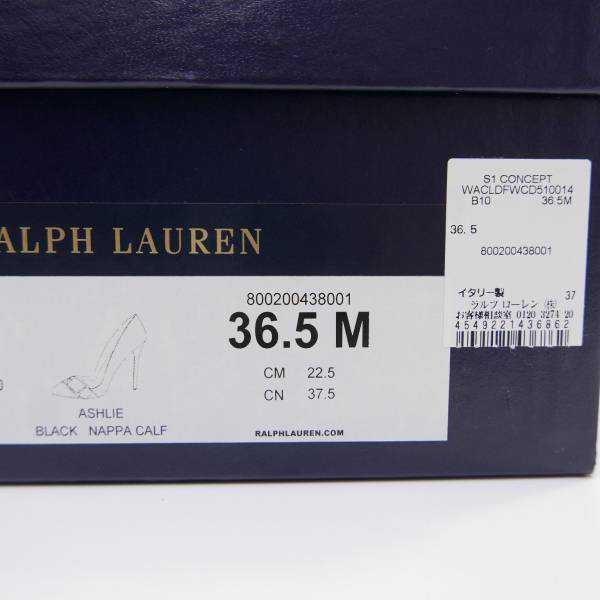 ALPH LAUREN
800200438001
36.5 M
CM 22.5
CN 37.5
RALPHLAUREN.COM
ASHLIE
BLACK NAPPA CALF
S1 CONCEPT
WACLDFWCD510014
B10 36.5M
36. 5
800200438001
イタリー製 37
ラルフ ローレン (株)
お客様相談室 0120 3274 20
4549221436862